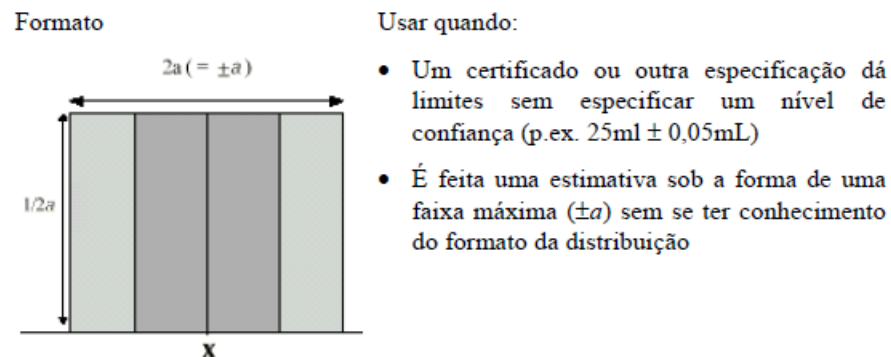 Formato
2a ( = ±a)
1/2a
x
Usar quando:
• Um certificado ou outra especificação dá
limites sem especificar um nível de
confiança (p.ex. 25ml ± 0,05mL)
• É feita uma estimativa sob a forma de uma
faixa máxima (±a) sem se ter conhecimento
do formato da distribuição